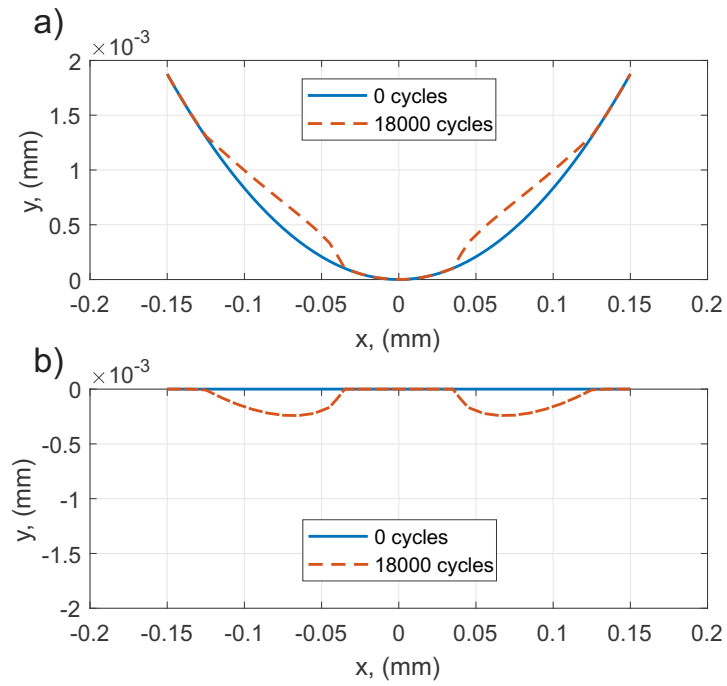 a)
×10⁻³
2
1.5
1
0.5
0
y, (mm)
0 cycles
18000 cycles
-0.2 -0.15 -0.1 -0.05 0 0.05 0.1 0.15 0.2
x, (mm)
b)
×10⁻³
0
-0.5
-1
-1.5
-2
y, (mm)
0 cycles
18000 cycles
-0.2 -0.15 -0.1 -0.05 0 0.05 0.1 0.15 0.2
x, (mm)